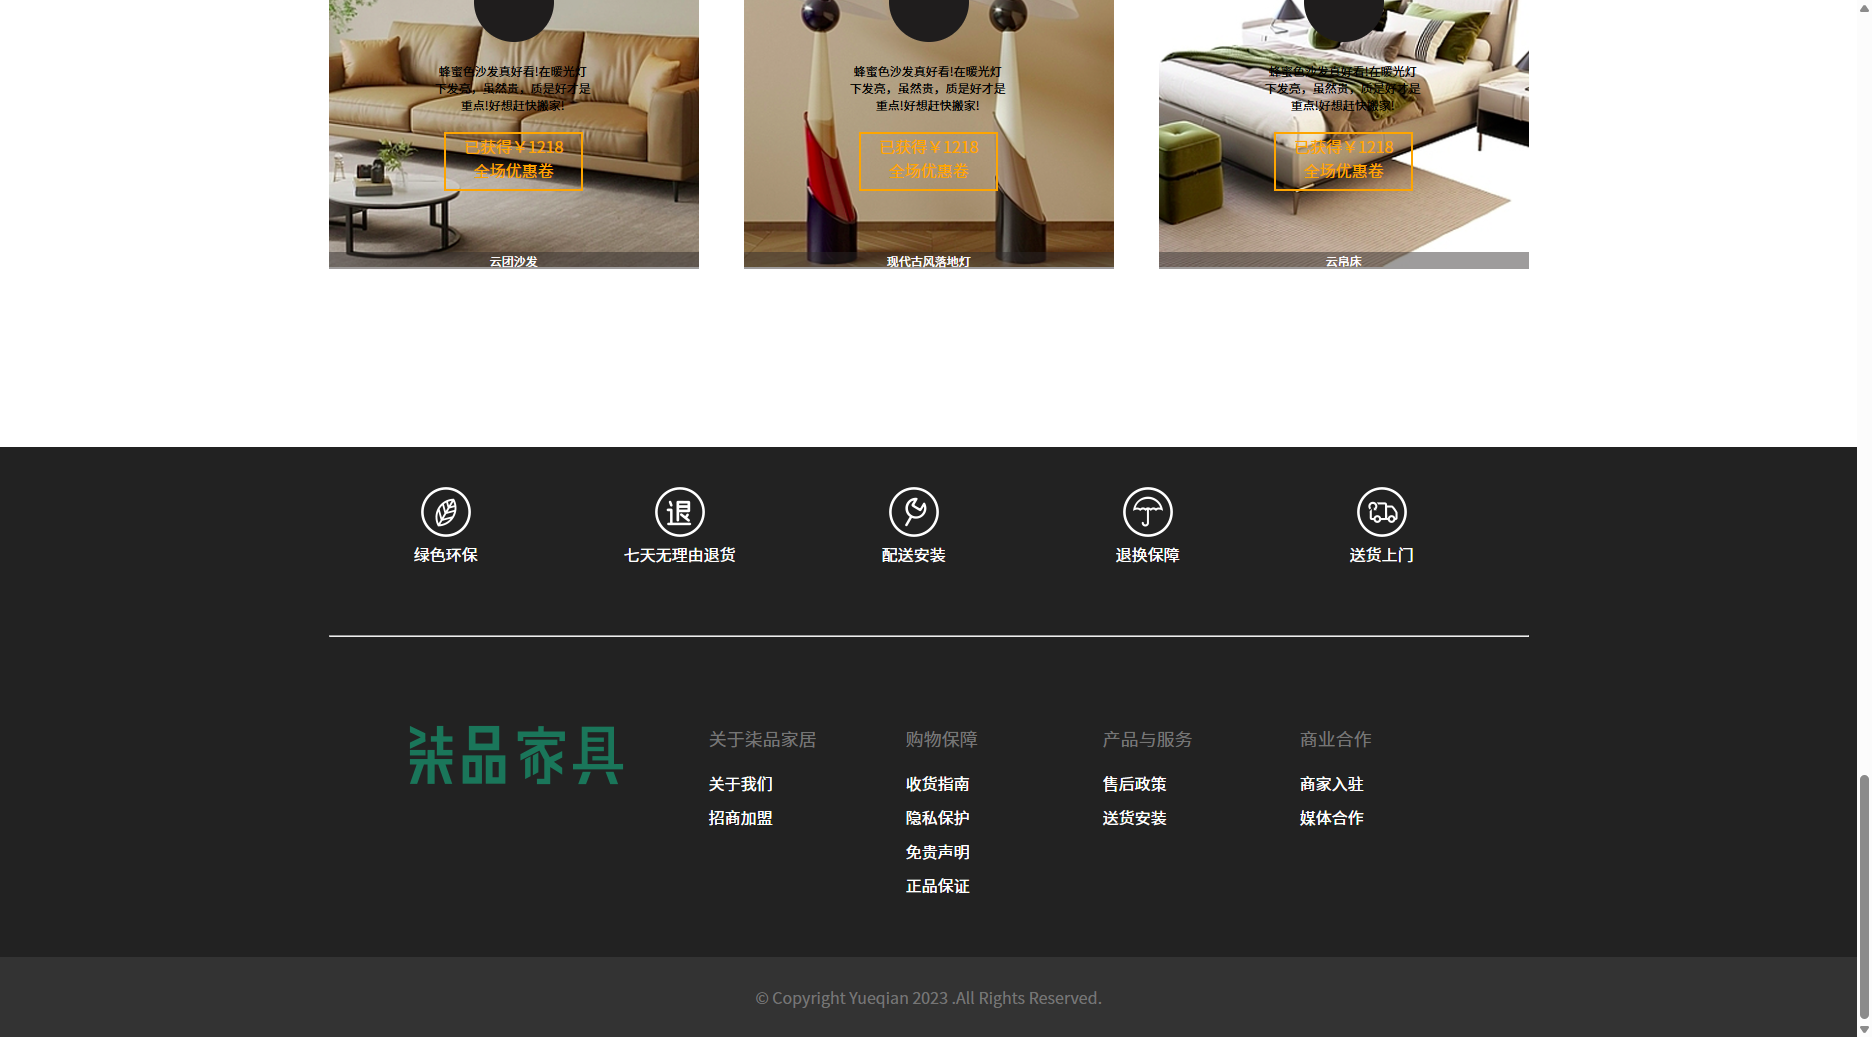 蜂蜜色沙发真好看!在暖光灯
下发亮，虽然贵，质是好才是
重点!好想赶快搬家!
已获得￥1218
全场优惠卷
云团沙发
蜂蜜色沙发真好看!在暖光灯
下发亮，虽然贵，质是好才是
重点!好想赶快搬家!
已获得￥1218
全场优惠卷
现代古风落地灯
蜂蜜色沙发真好看!在暖光灯
下发亮，虽然贵，质是好才是
重点!好想赶快搬家!
已获得￥1218
全场优惠卷
云帛床
退
绿色环保
七天无理由退货
配送安装
退换保障
送货上门
柒品家具
关于柒品家居
关于我们
招商加盟
购物保障
收货指南
隐私保护
免贵声明
正品保证
产品与服务
售后政策
送货安装
商业合作
商家入驻
媒体合作
© Copyright Yueqian 2023 .All Rights Reserved.